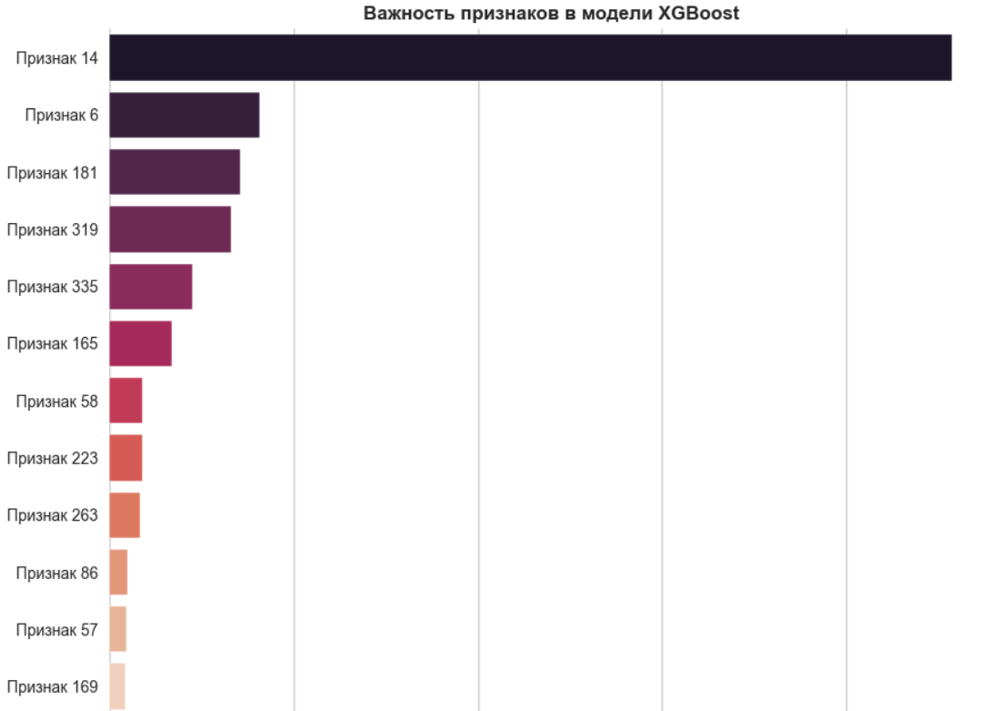 Важность признаков в модели XGBoost
Признак 14
Признак 6
Признак 181
Признак 319
Признак 335
Признак 165
Признак 58
Признак 223
Признак 263
Признак 86
Признак 57
Признак 169